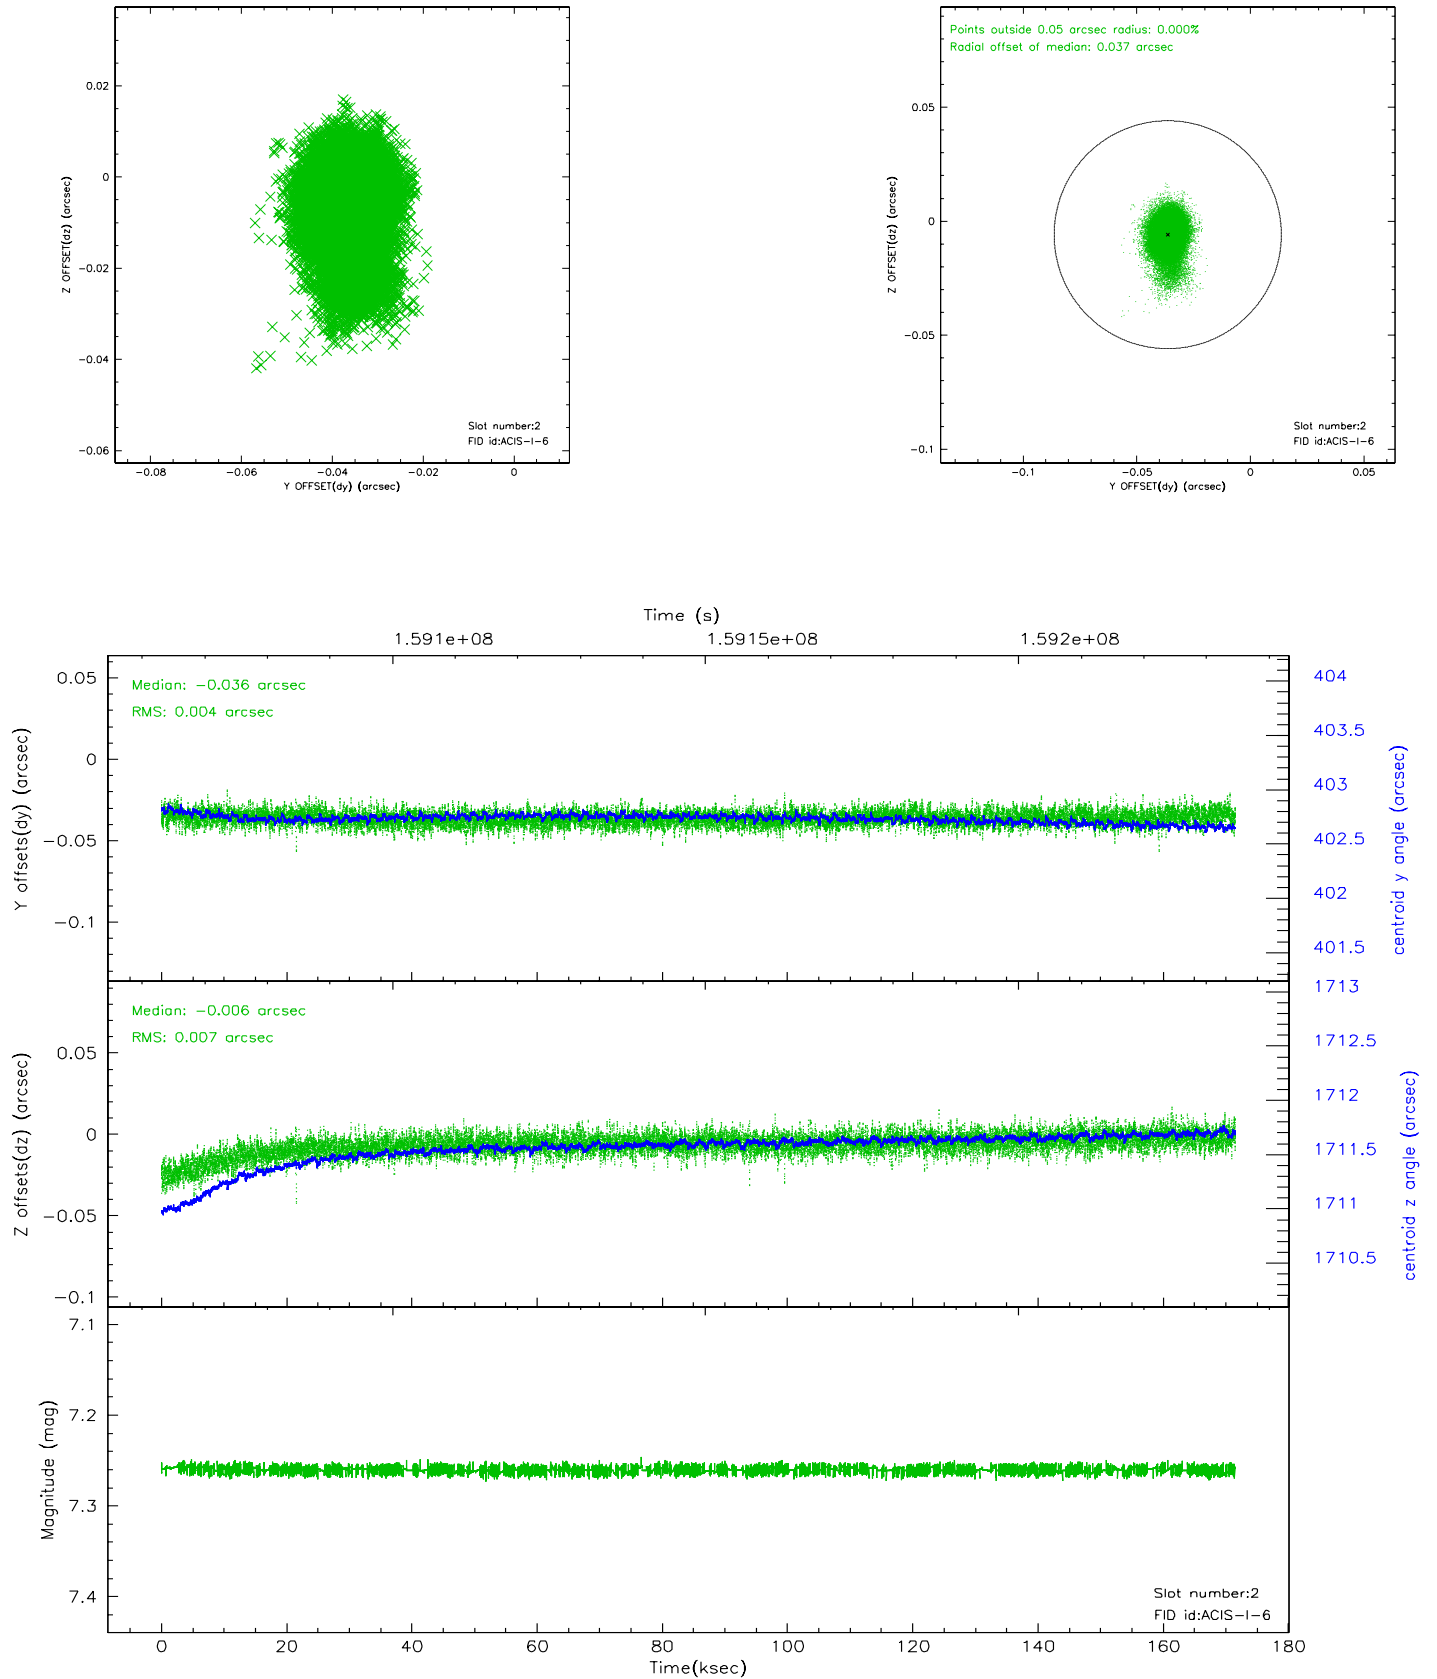 0.02
0
−0.02
−0.04
−0.06
Z OFFSET(dz) (arcsec)
Slot number:2
FID id:ACIS−I−6
−0.08
−0.06
−0.04
−0.02
0
Y OFFSET(dy) (arcsec)
Points outside 0.05 arcsec radius: 0.000%
Radial offset of median: 0.037 arcsec
0.05
0
−0.05
−0.1
Z OFFSET(dz) (arcsec)
Slot number:2
FID id:ACIS−I−6
−0.1
−0.05
0
0.05
Y OFFSET(dy) (arcsec)
Time (s)
1.591e+08
1.5915e+08
1.592e+08
0.05
0
−0.05
−0.1
Y offsets(dy) (arcsec)
Median: −0.036 arcsec
RMS: 0.004 arcsec
404
403.5
403
402.5
402
401.5
centroid y angle (arcsec)
0.05
0
−0.05
−0.1
Z offsets(dz) (arcsec)
Median: −0.006 arcsec
RMS: 0.007 arcsec
1713
1712.5
1712
1711.5
1711
1710.5
centroid z angle (arcsec)
7.1
7.2
7.3
7.4
Magnitude (mag)
Slot number:2
FID id:ACIS−I−6
0
20
40
60
80
100
120
140
160
180
Time(ksec)